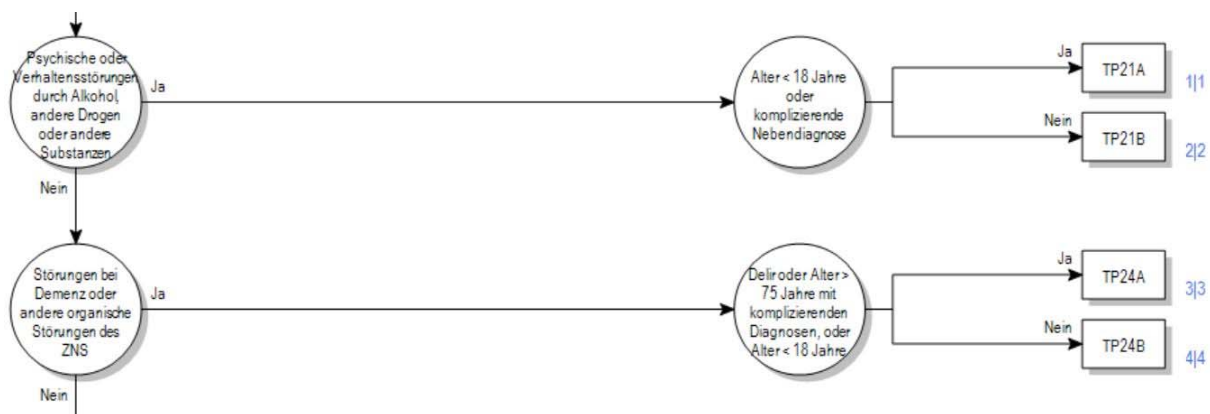 Psychische oder
Verhaltensstörungen
durch Alkohol,
andere Drogen
oder andere
Substanzen
Ja
Alter < 18 Jahre
oder
komplizierende
Nebendiagnose
Ja
TP21A
1|1
Nein
TP21B
2|2
Nein
Störungen bei
Demenz oder
andere organische
Störungen des
ZNS
Ja
Delir oder Alter >
75 Jahre mit
komplizierenden
Diagnosen, oder
Alter < 18 Jahre
Ja
TP24A
3|3
Nein
TP24B
4|4
Nein